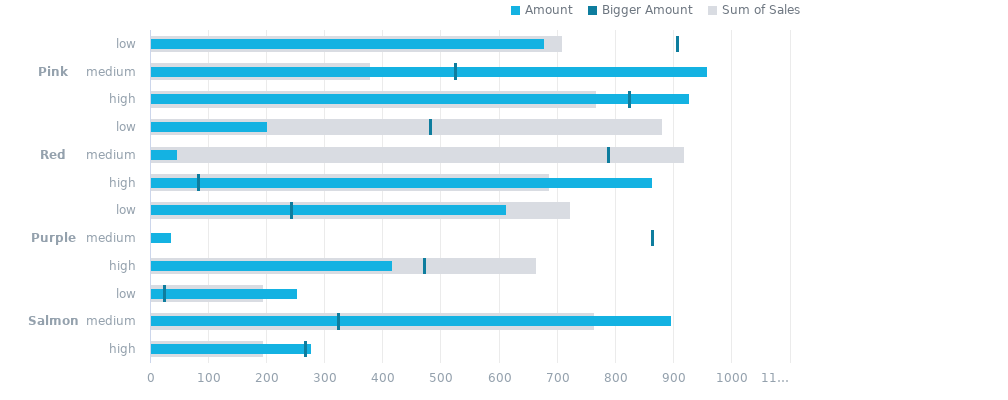 Amount Bigger Amount Sum of Sales
low
Pink medium
high
low
Red medium
high
low
Purple medium
high
low
Salmon medium
high
0 100 200 300 400 500 600 700 800 900 1000 11...